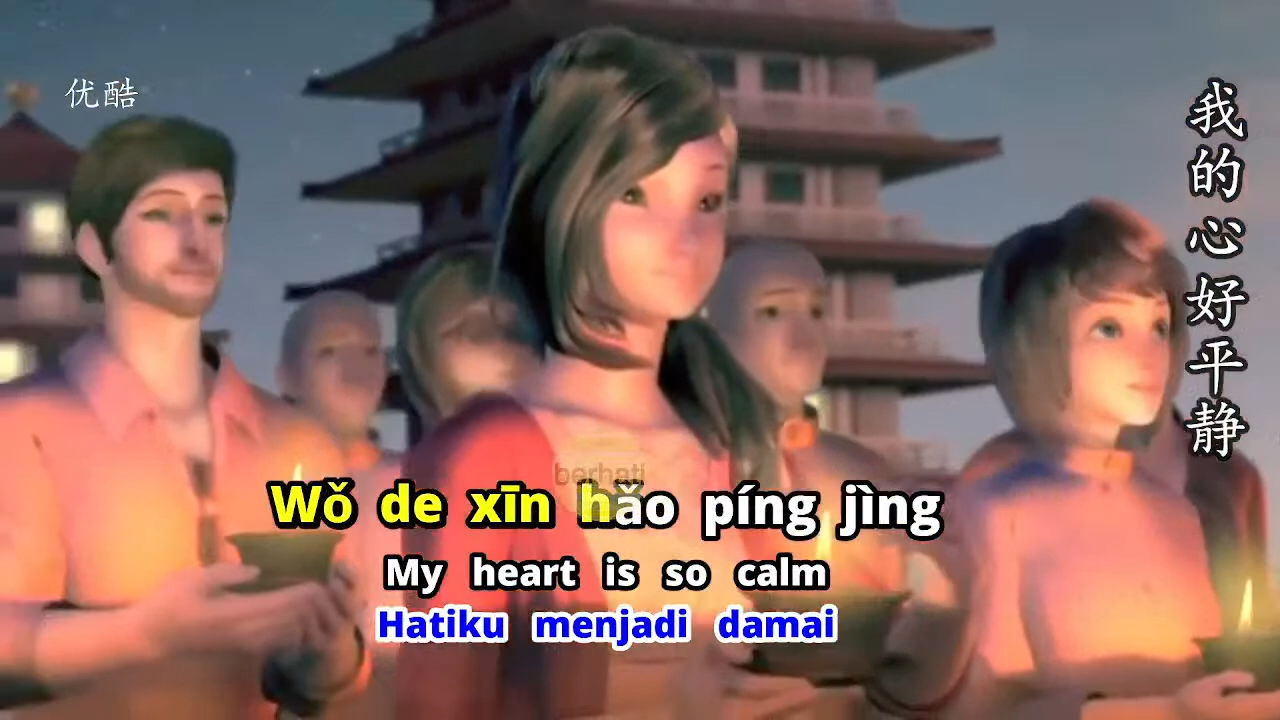 优酷
我的心好平静
berhati
Wǒ de xīn hǎo píng jìng
My heart is so calm
Hatiku menjadi damai